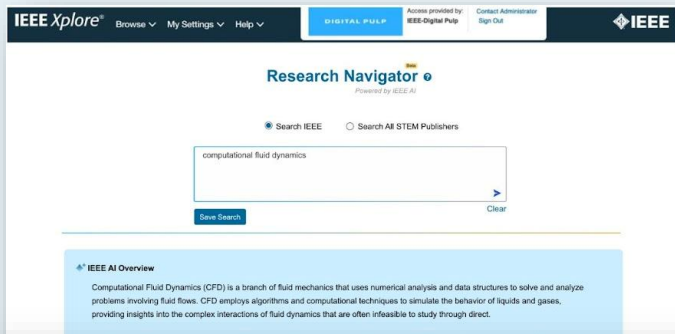 IEEE Xplore® Browse My Settings Help
DIGITAL PULP
Access provided by:
IEEE-Digital Pulp
Contact Administrator
Sign Out
IEEE
Beta
Research Navigator ?
Powered by IEEE AI
Search IEEE Search All STEM Publishers
computational fluid dynamics
Clear
Save Search
IEEE AI Overview
Computational Fluid Dynamics (CFD) is a branch of fluid mechanics that uses numerical analysis and data structures to solve and analyze
problems involving fluid flows. CFD employs algorithms and computational techniques to simulate the behavior of liquids and gases,
providing insights into the complex interactions of fluid dynamics that are often infeasible to study through direct.